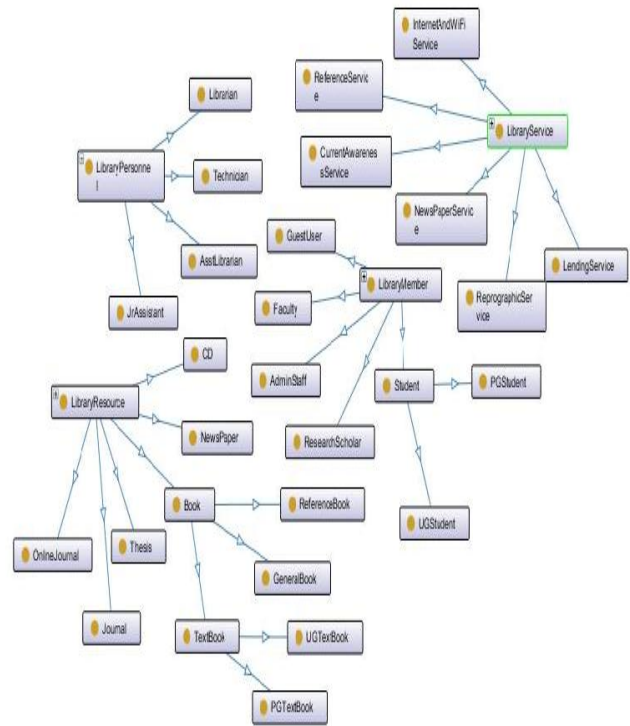 InternetAndWiFi
Service
ReferenceServic
e
LibraryService
CurrentAwarenes
sService
NewsPaperServic
e
LendingService
ReprographicSer
vice
Librarian
LibraryPersonne
l
Technician
AsstLibrarian
JrAssistant
GuestUser
LibraryMember
Faculty
AdminStaff
ResearchScholar
Student
PGStudent
UGStudent
CD
LibraryResource
NewsPaper
Book
ReferenceBook
GeneralBook
OnlineJournal
Thesis
Journal
TextBook
UGTextBook
PGTextBook